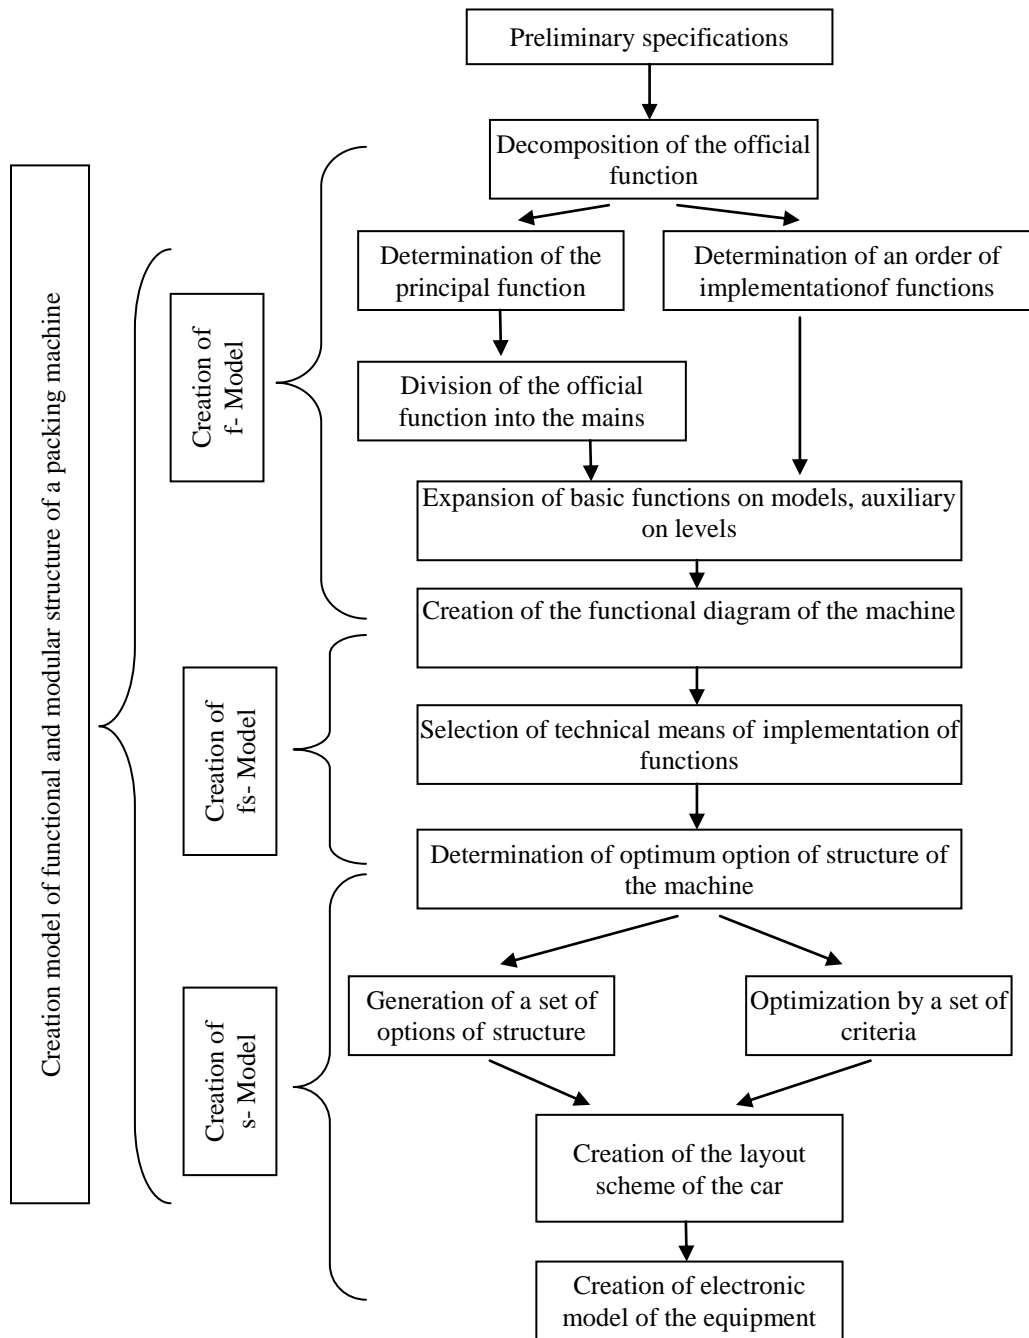 Preliminary specifications
Decomposition of the official
function
Determination of the
principal function
Determination of an order of
implementationof functions
Division of the official
function into the mains
Expansion of basic functions on models, auxiliary
on levels
Creation of the functional diagram of the machine
Selection of technical means of implementation of
functions
Determination of optimum option of structure of
the machine
Generation of a set of
options of structure
Optimization by a set of
criteria
Creation of the layout
scheme of the car
Creation of electronic
model of the equipment
Creation model of functional and modular structure of a packing machine
Creation of
f- Model
Creation of
fs- Model
Creation of
s- Model